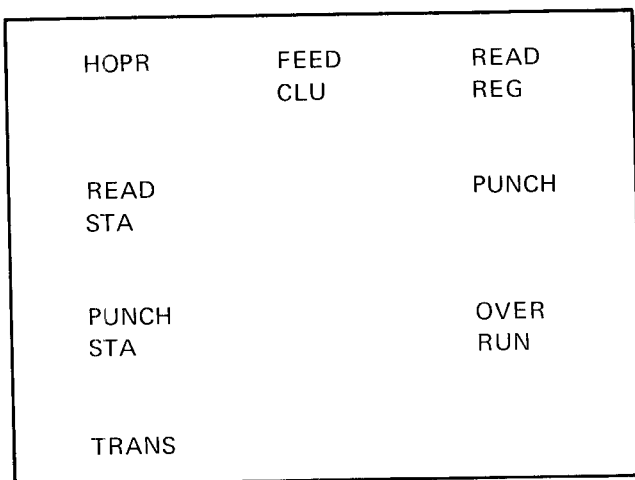 HOPR
FEED
CLU
READ
REG
READ
STA
PUNCH
PUNCH
STA
OVER
RUN
TRANS